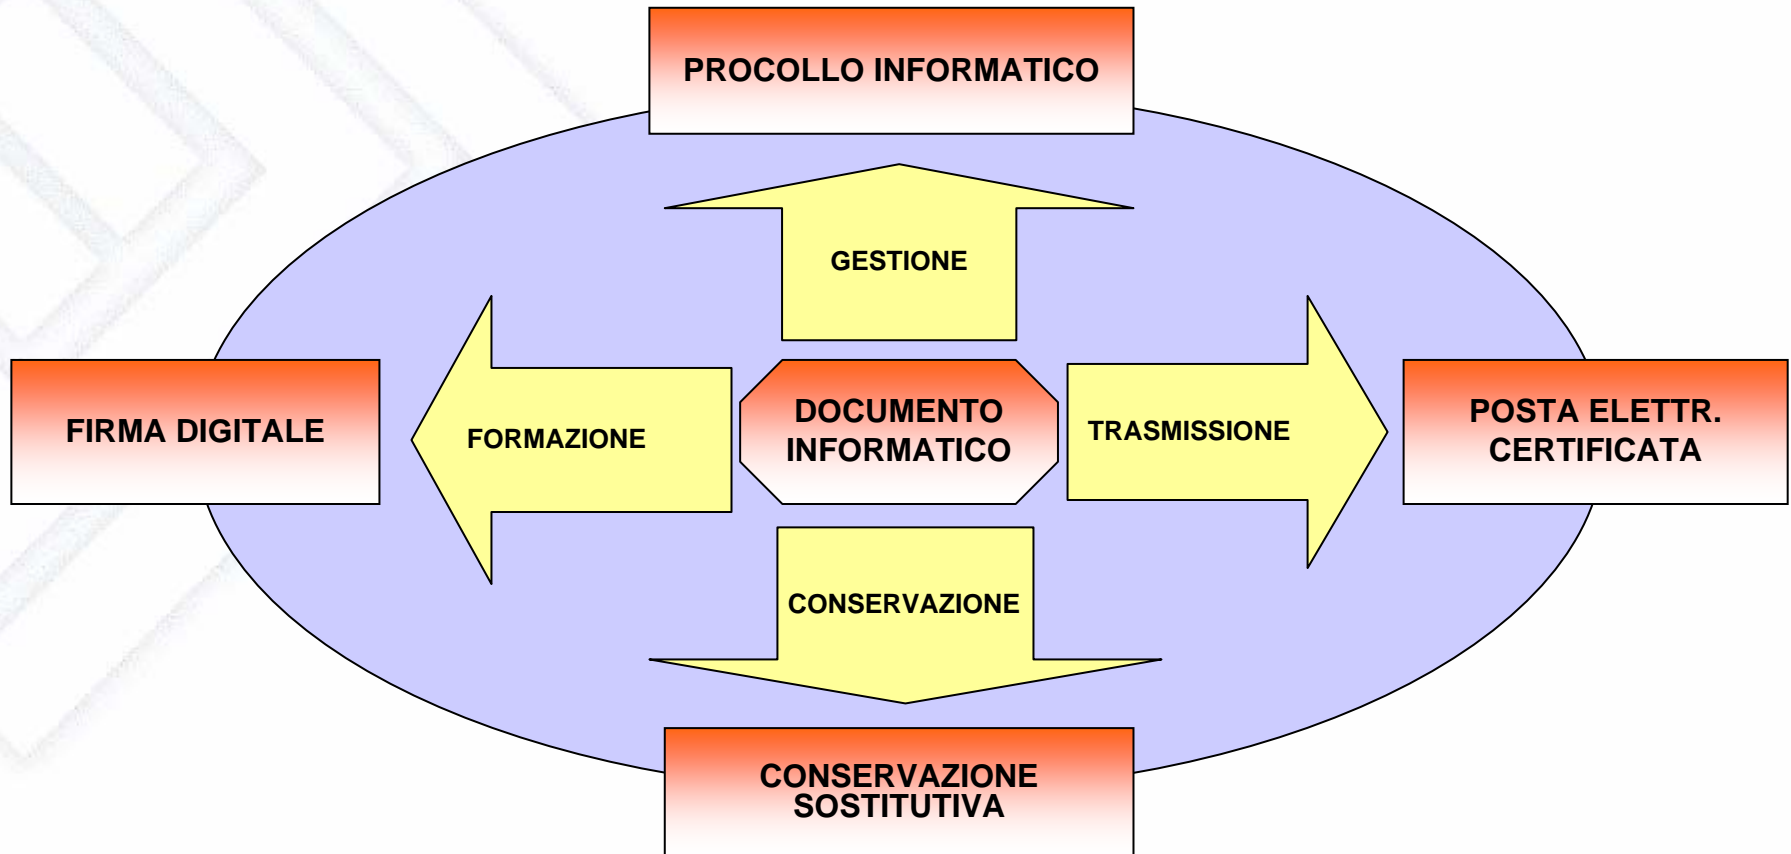 PROCOLLO INFORMATICO
GESTIONE
FIRMA DIGITALE
FORMAZIONE
DOCUMENTO
INFORMATICO
TRASMISSIONE
POSTA ELETTR.
CERTIFICATA
CONSERVAZIONE
CONSERVAZIONE
SOSTITUTIVA